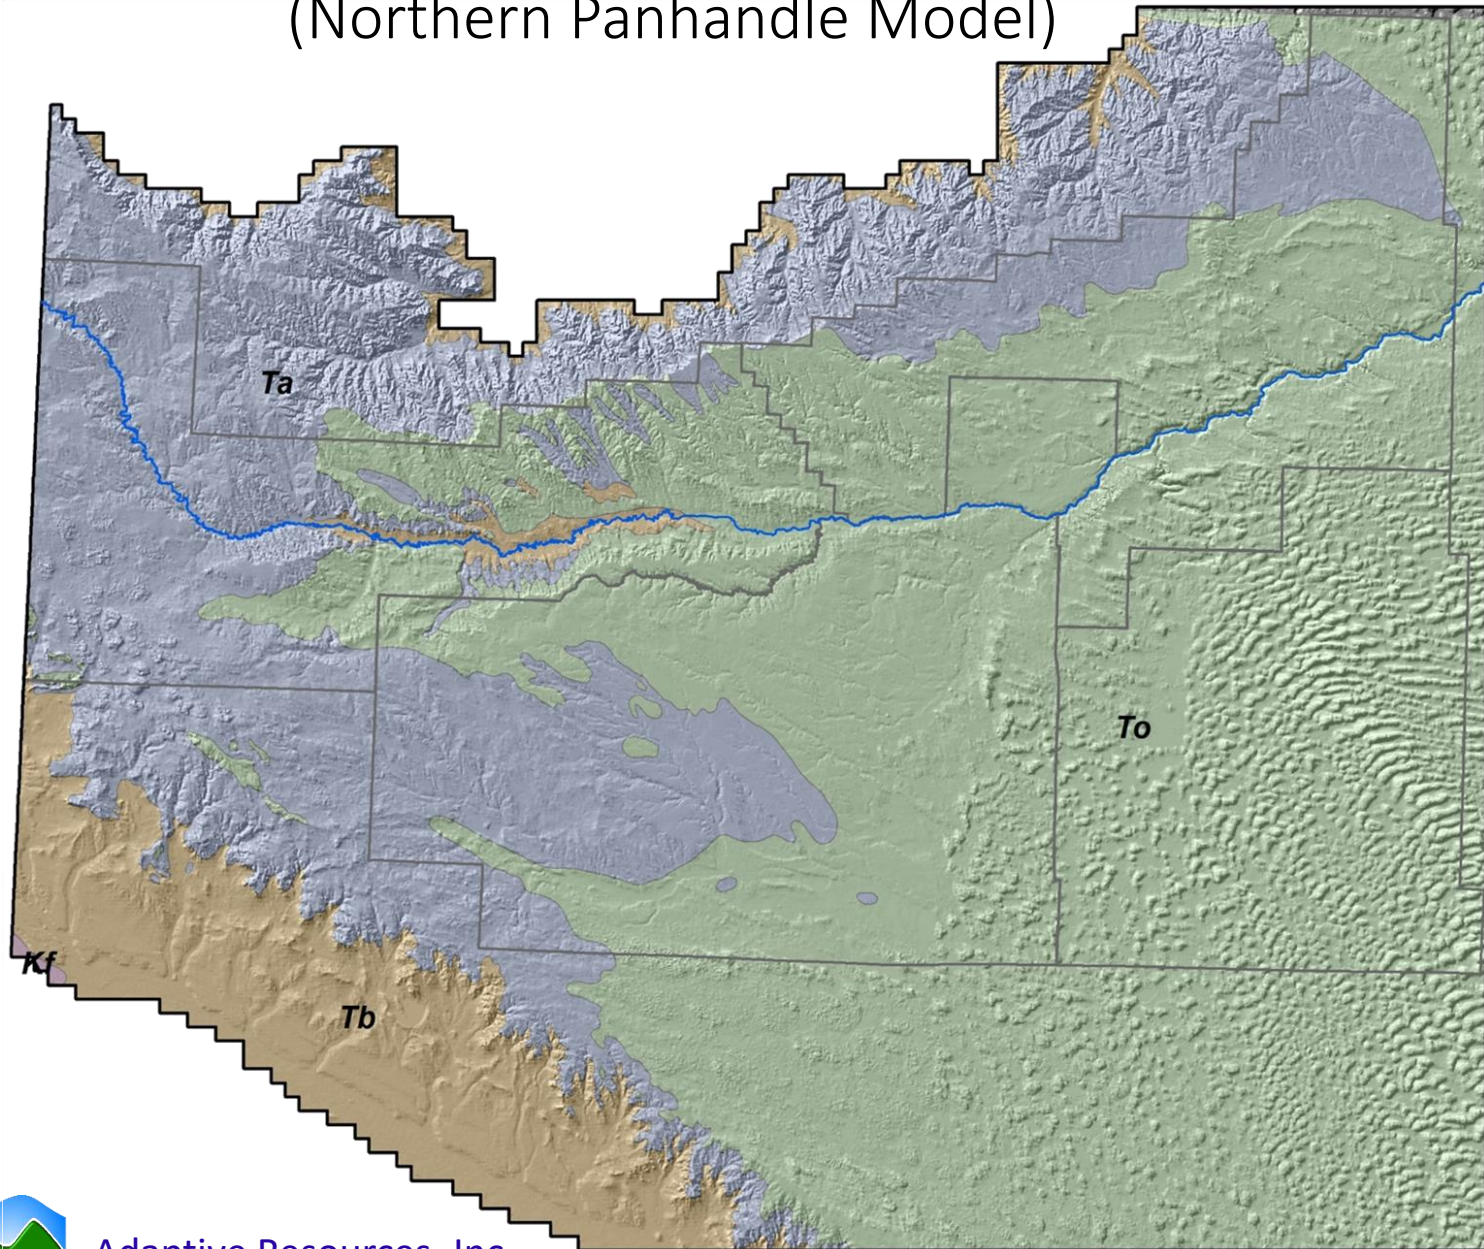 (Northern Panhandle Model)
Ta
To
Kf
Tb
Adaptive Resources, Inc